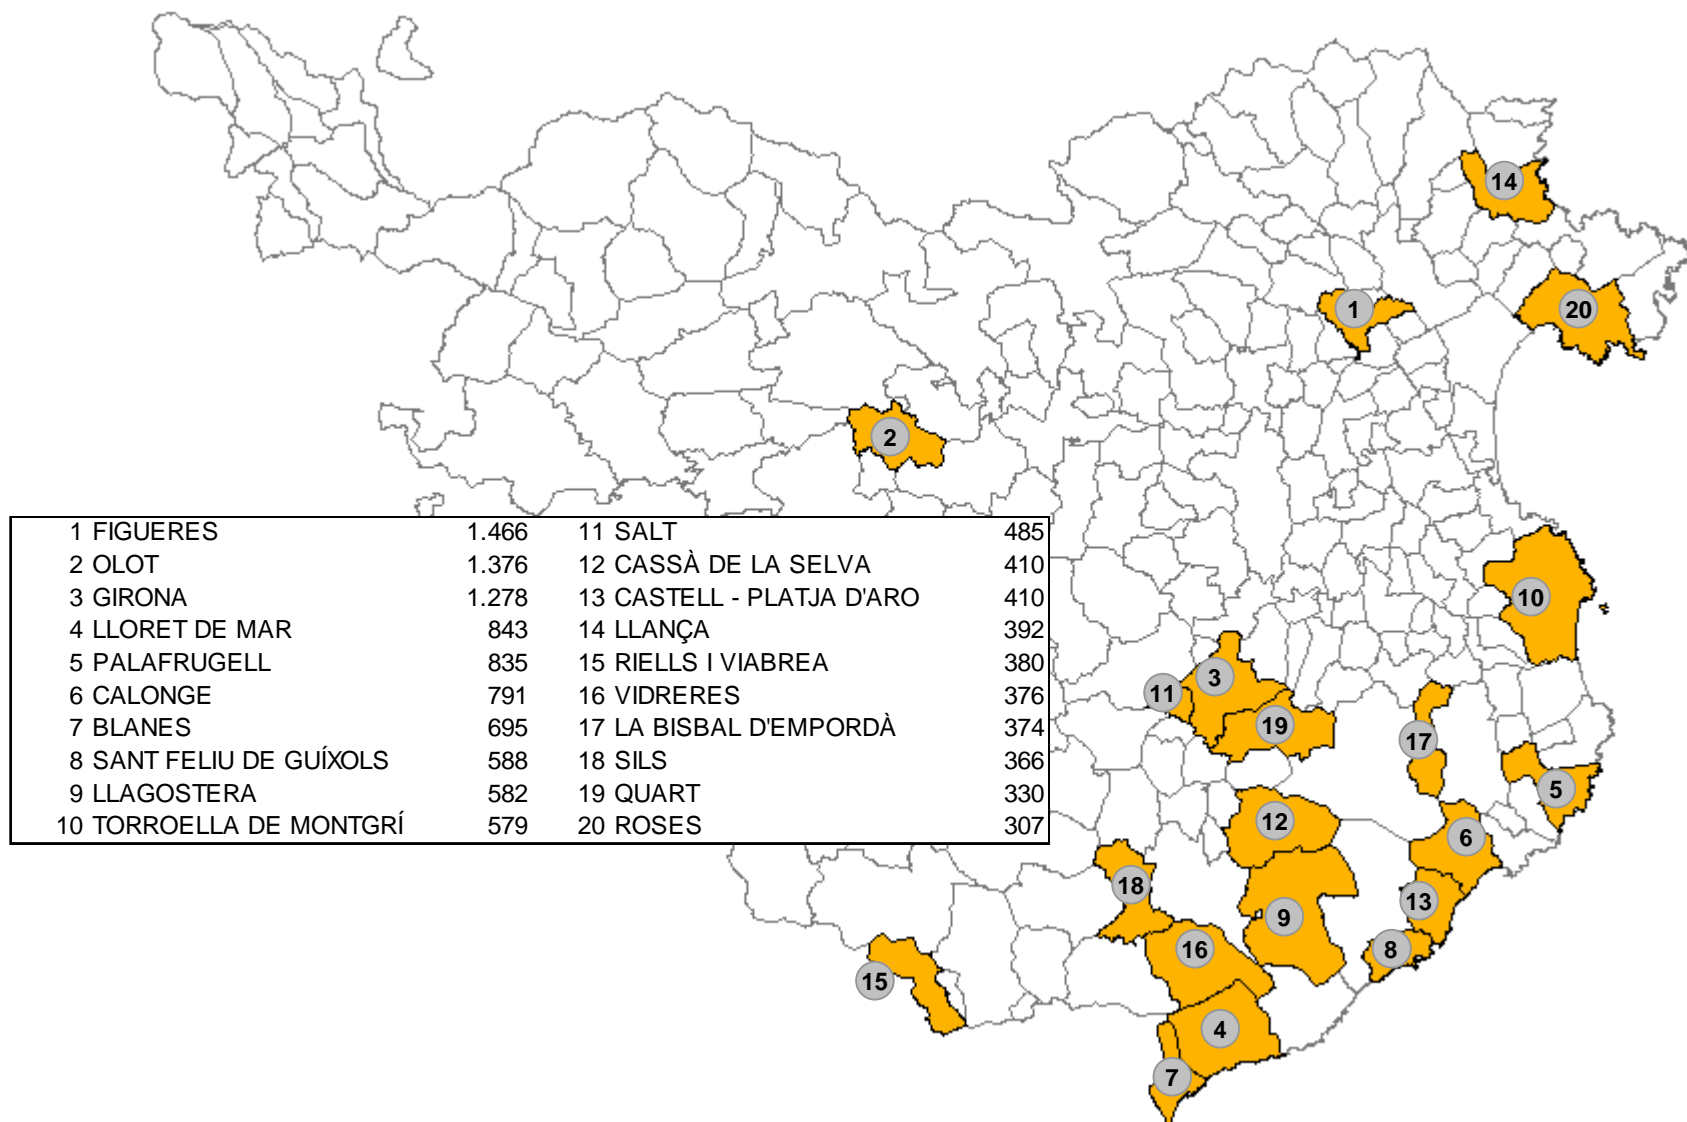 14
1
20
2
1 FIGUERES 1.466 11 SALT 485
2 OLOT 1.376 12 CASSÀ DE LA SELVA 410
3 GIRONA 1.278 13 CASTELL - PLATJA D'ARO 410
4 LLORET DE MAR 843 14 LLANÇA 392
5 PALAFRUGELL 835 15 RIELLS I VIABREA 380
6 CALONGE 791 16 VIDRERES 376
7 BLANES 695 17 LA BISBAL D'EMPORDÀ 374
8 SANT FELIU DE GUÍXOLS 588 18 SILS 366
9 LLAGOSTERA 582 19 QUART 330
10 TORROELLA DE MONTGRÍ 579 20 ROSES 307
10
3
11
19
17
5
12
6
18
13
9
8
16
15
4
7